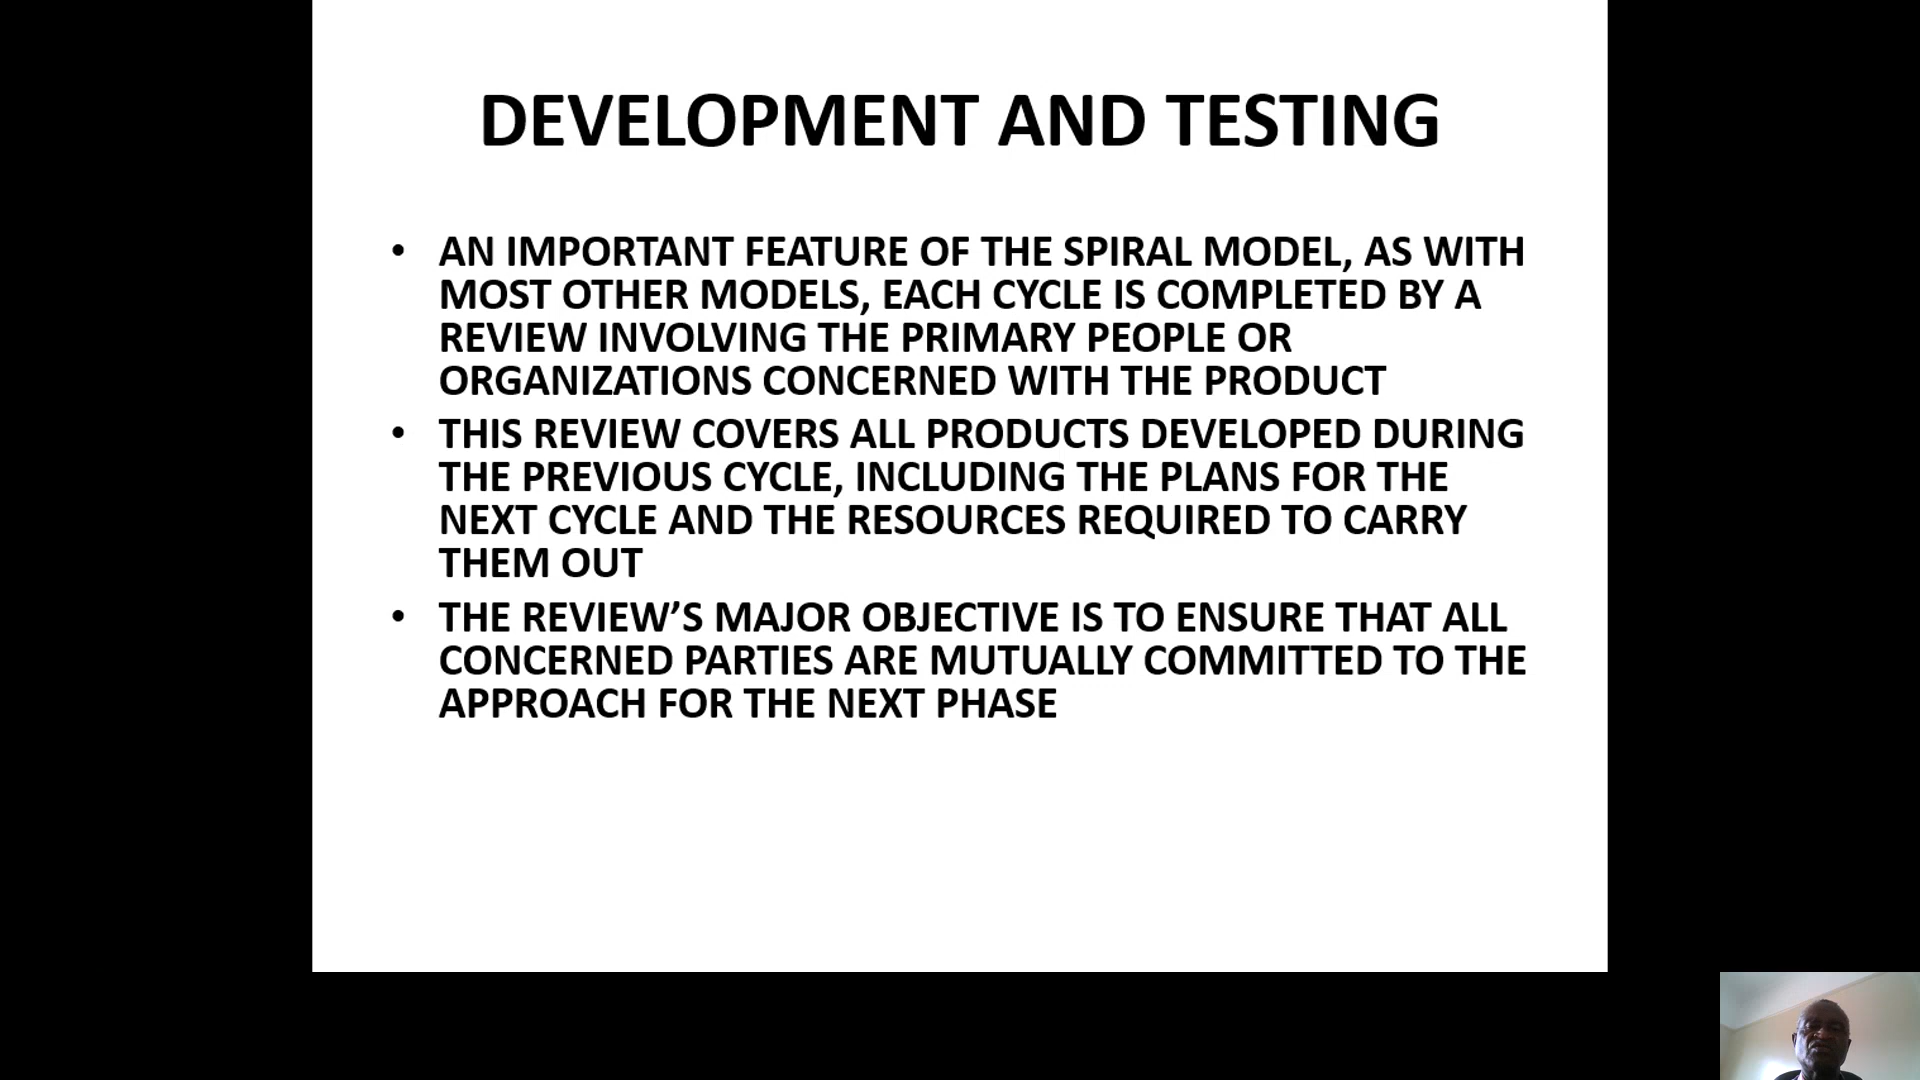 DEVELOPMENT AND TESTING
• AN IMPORTANT FEATURE OF THE SPIRAL MODEL, AS WITH
MOST OTHER MODELS, EACH CYCLE IS COMPLETED BY A
REVIEW INVOLVING THE PRIMARY PEOPLE OR
ORGANIZATIONS CONCERNED WITH THE PRODUCT
• THIS REVIEW COVERS ALL PRODUCTS DEVELOPED DURING
THE PREVIOUS CYCLE, INCLUDING THE PLANS FOR THE
NEXT CYCLE AND THE RESOURCES REQUIRED TO CARRY
THEM OUT
• THE REVIEW’S MAJOR OBJECTIVE IS TO ENSURE THAT ALL
CONCERNED PARTIES ARE MUTUALLY COMMITTED TO THE
APPROACH FOR THE NEXT PHASE